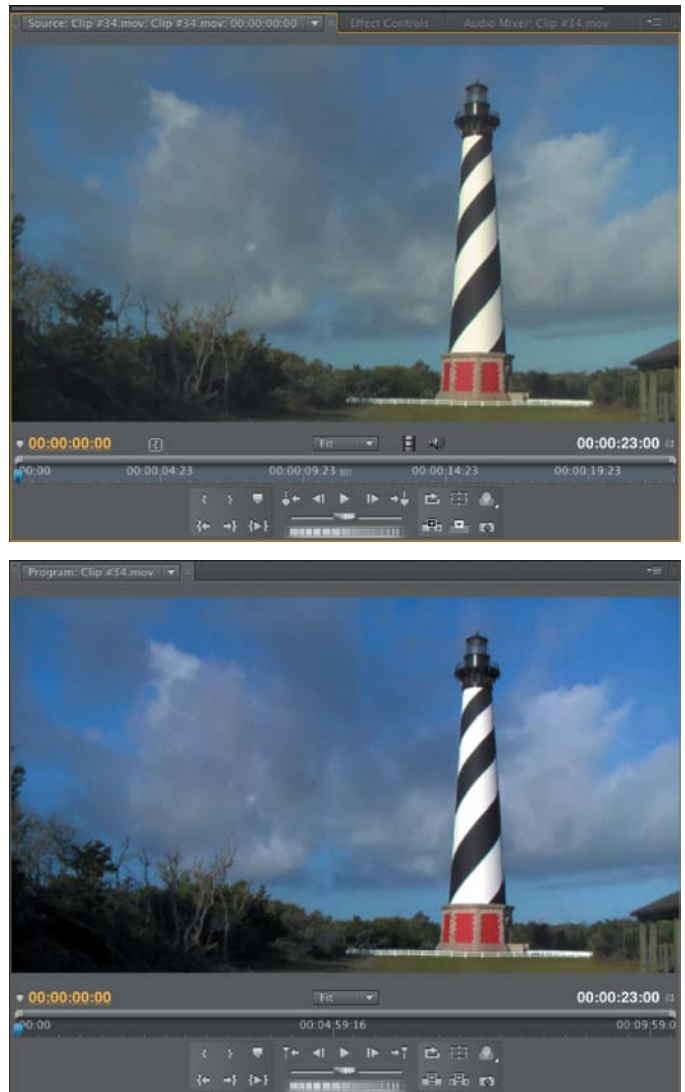 Source: Clip #34.mov: Clip #34.mov: 00:00:00:00
Effect Controls
Audio Mixer: Clip #34.mov
00:00:00:00
Fit
00:00:23:00
00:00
00:00:04:23
00:00:09:23
00:00:14:23
00:00:19:23
Program: Clip #34.mov
00:00:00:00
Fit
00:00:23:00
00:00
00:04:59:16
00:09:59:0